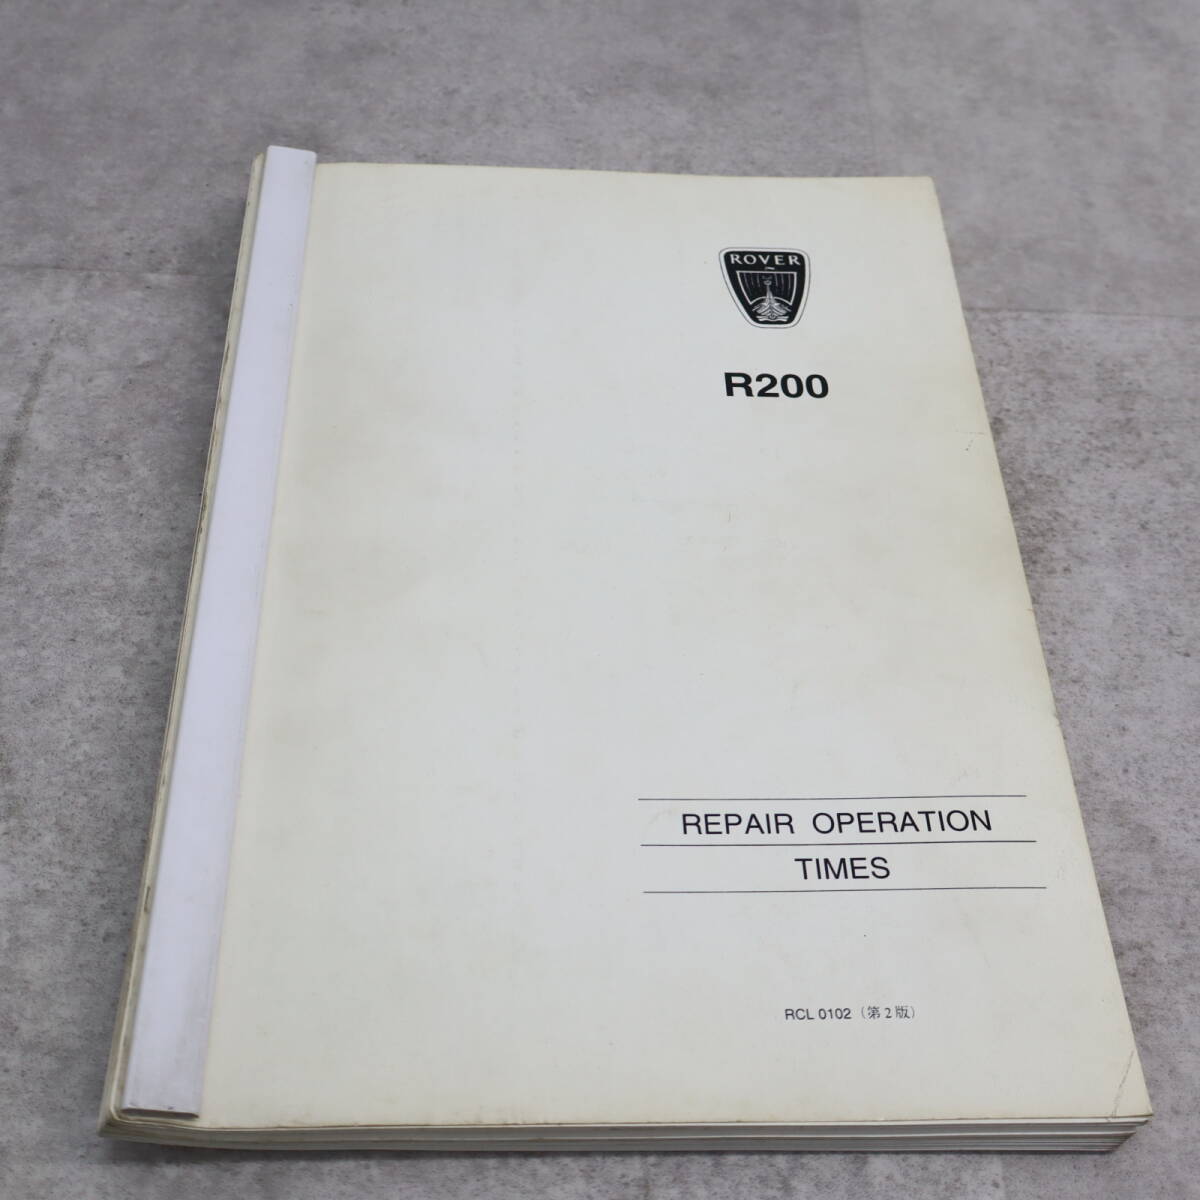 ROVER
R200
REPAIR OPERATION
TIMES
RCL 0102 (第2版)